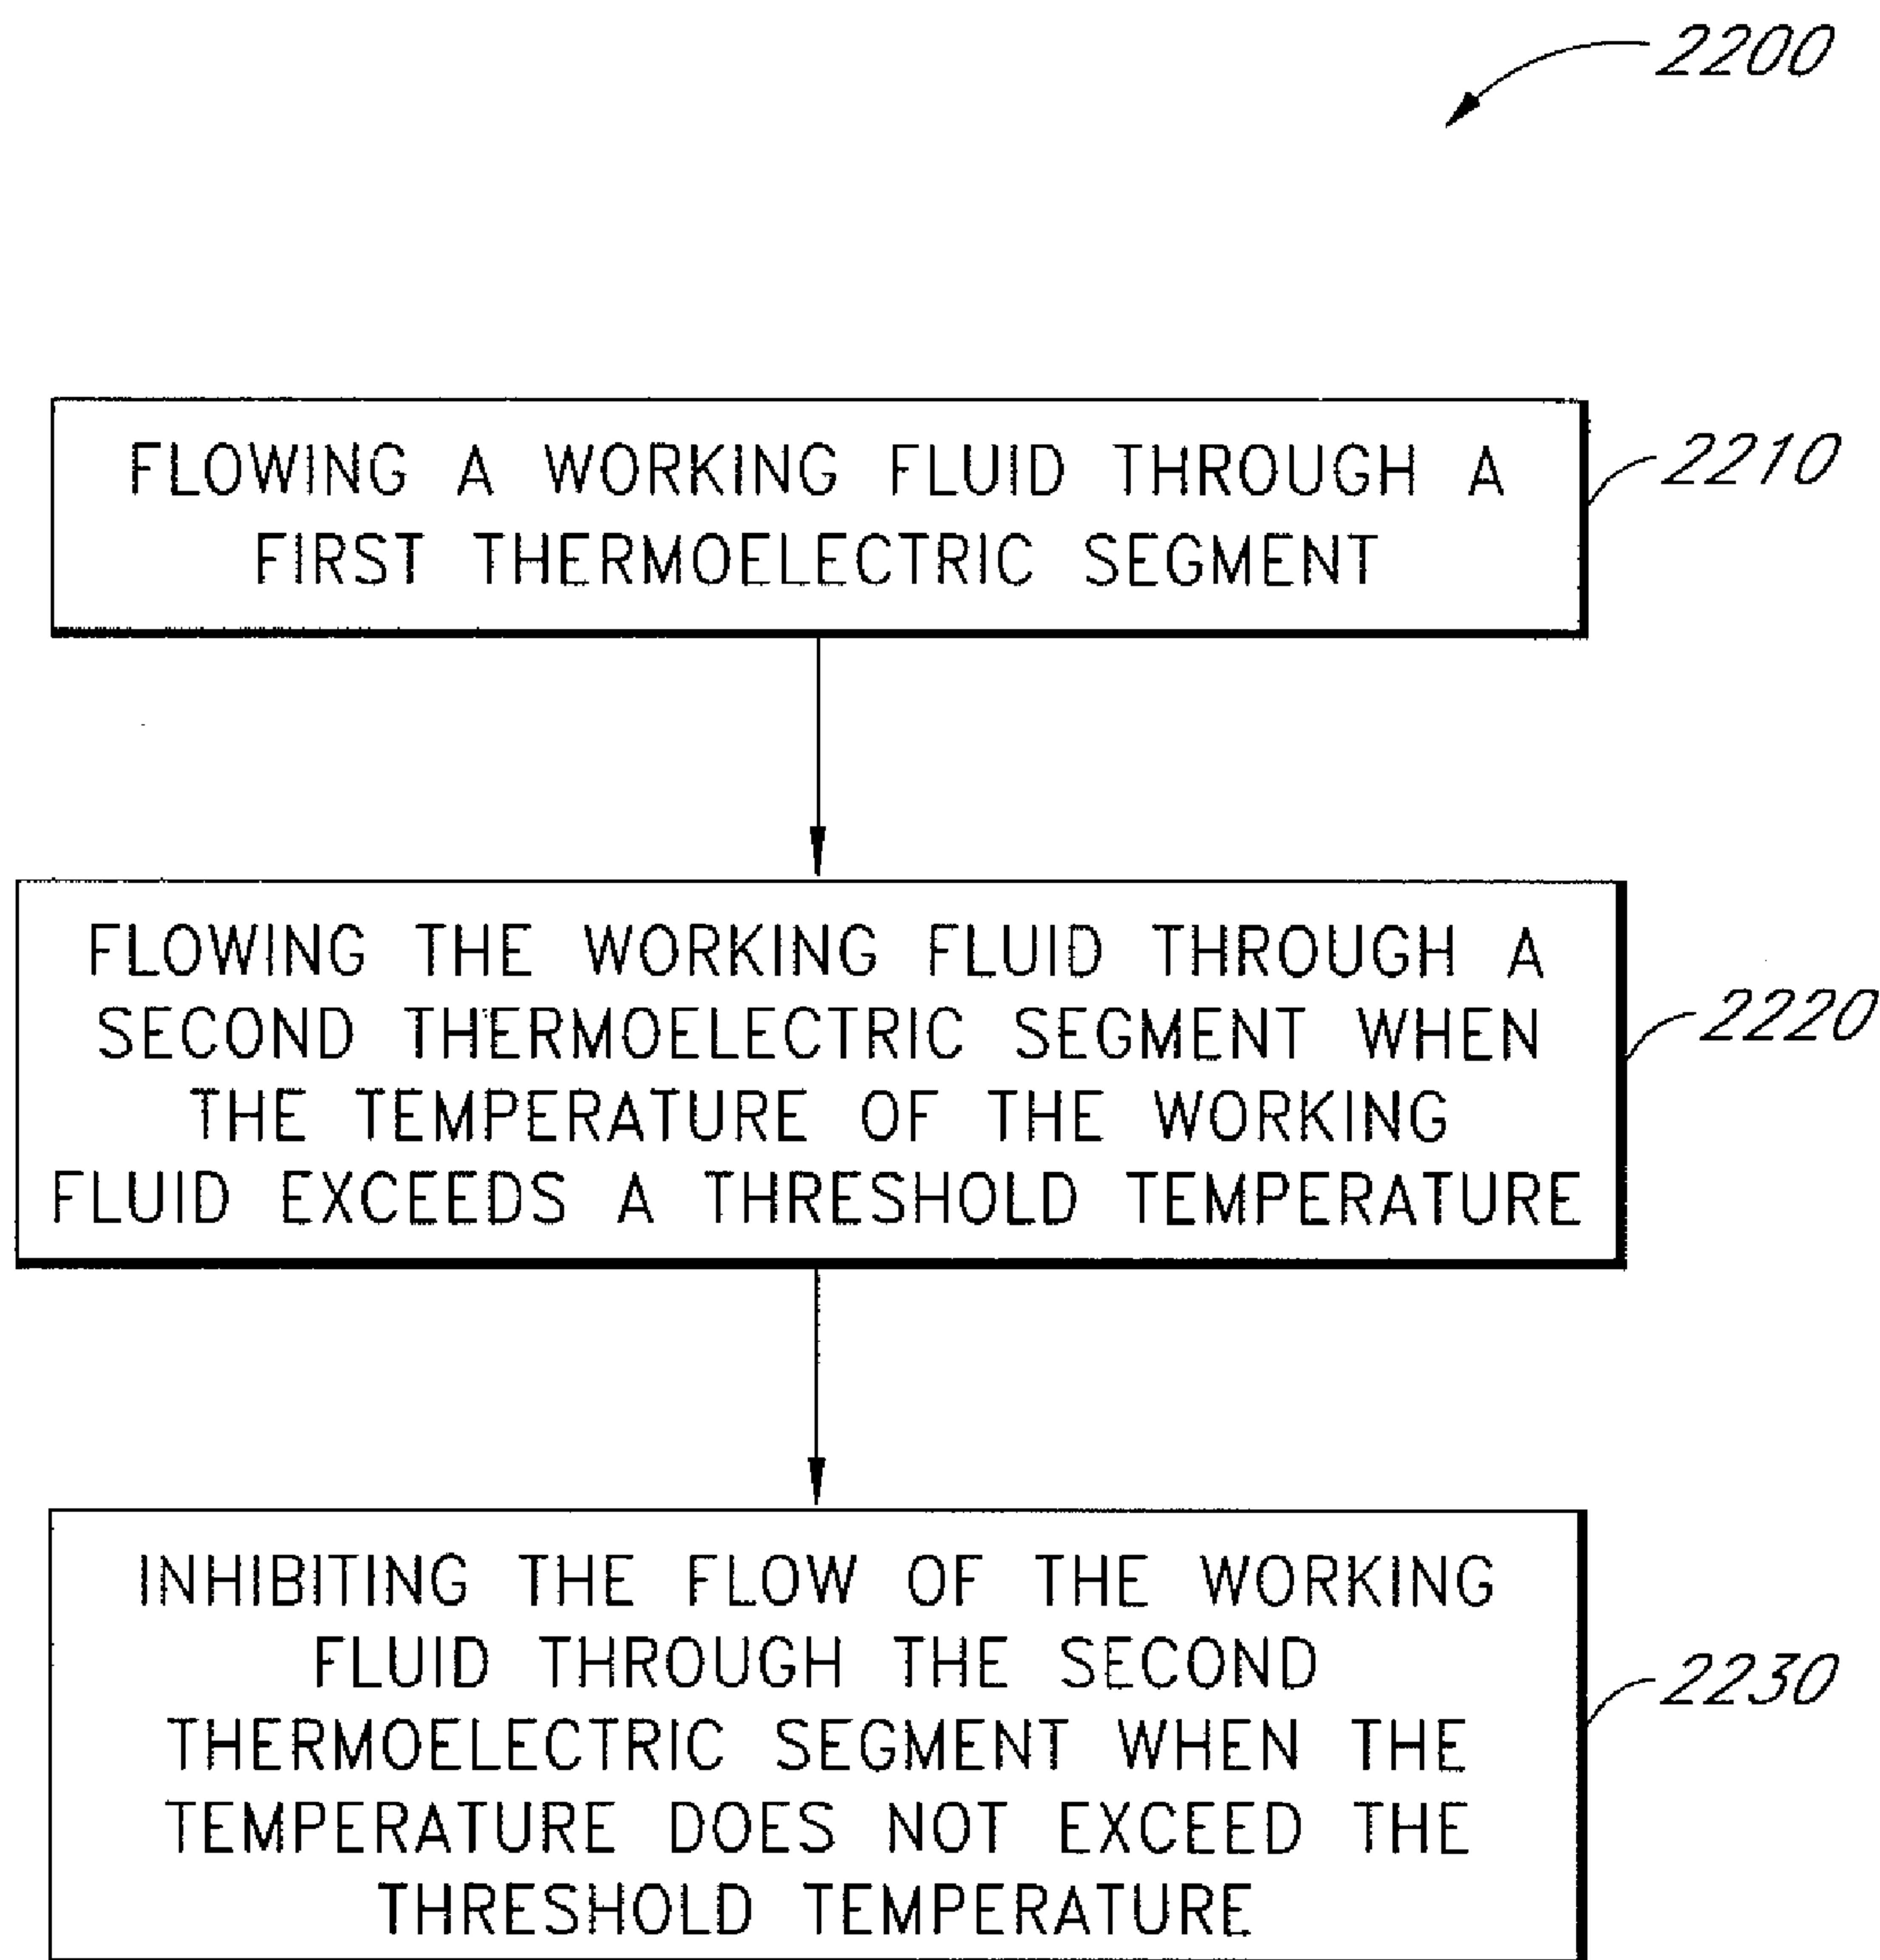 2200
FLOWING A WORKING FLUID THROUGH A
FIRST THERMOELECTRIC SEGMENT
2210
FLOWING THE WORKING FLUID THROUGH A
SECOND THERMOELECTRIC SEGMENT WHEN
THE TEMPERATURE OF THE WORKING
FLUID EXCEEDS A THRESHOLD TEMPERATURE
2220
INHIBITING THE FLOW OF THE WORKING
FLUID THROUGH THE SECOND
THERMOELECTRIC SEGMENT WHEN THE
TEMPERATURE DOES NOT EXCEED THE
THRESHOLD TEMPERATURE
2230